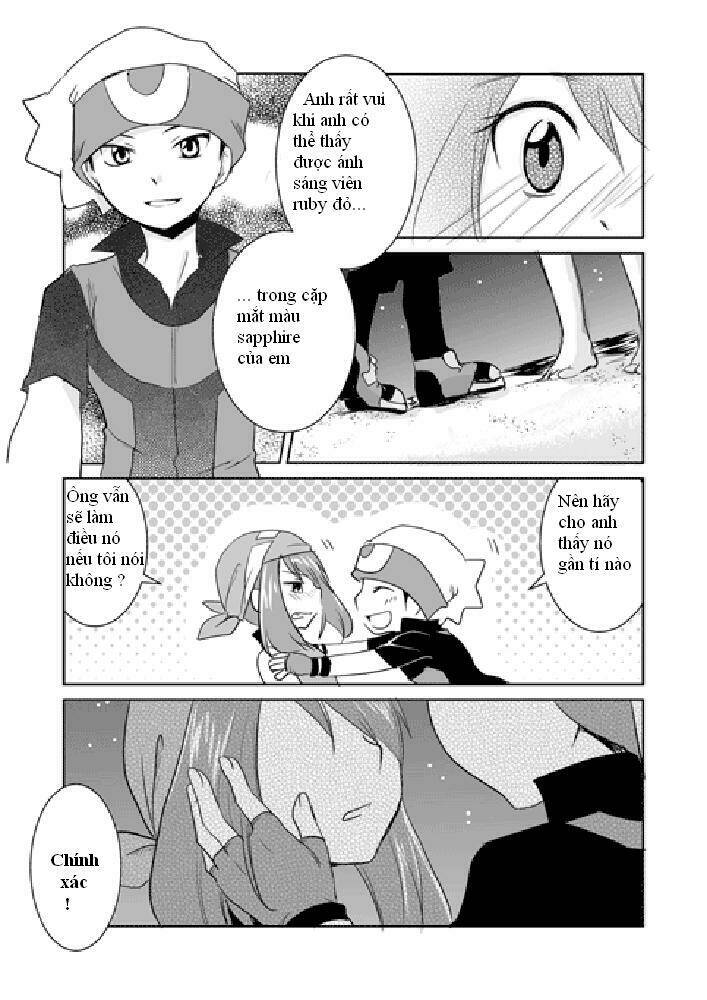 Anh rất vui
khi anh có
thể thấy
được ánh
sáng viên
ruby đỏ...
... trong cặp
mắt màu
sapphire
của em
Nên hãy
cho anh
thấy nó
gần tí nào
Ông vẫn
sẽ làm
điều nó
nếu tôi nói
không ?
Chính
xác
!